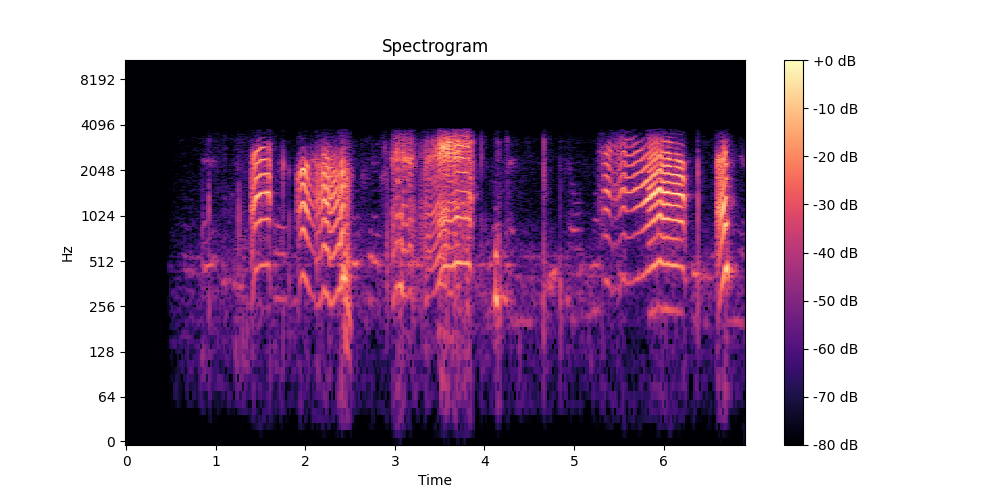 Spectrogram
8192
4096
2048
1024
512
256
128
64
0
Hz
0 1 2 3 4 5 6
Time
+0 dB
-10 dB
-20 dB
-30 dB
-40 dB
-50 dB
-60 dB
-70 dB
-80 dB